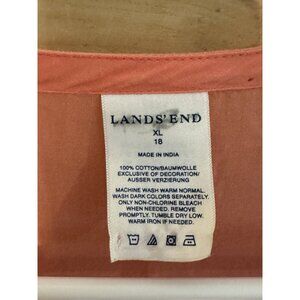 LANDS' END
XL
18
MADE IN INDIA
100% COTTON/BAUMWOLLE
EXCLUSIVE OF DECORATION/
AUSSER VERZIERUNG
MACHINE WASH WARM NORMAL.
WASH DARK COLORS SEPARATELY.
ONLY NON-CHLORINE BLEACH
WHEN NEEDED. REMOVE
PROMPTLY. TUMBLE DRY LOW.
WARM IRON IF NEEDED.